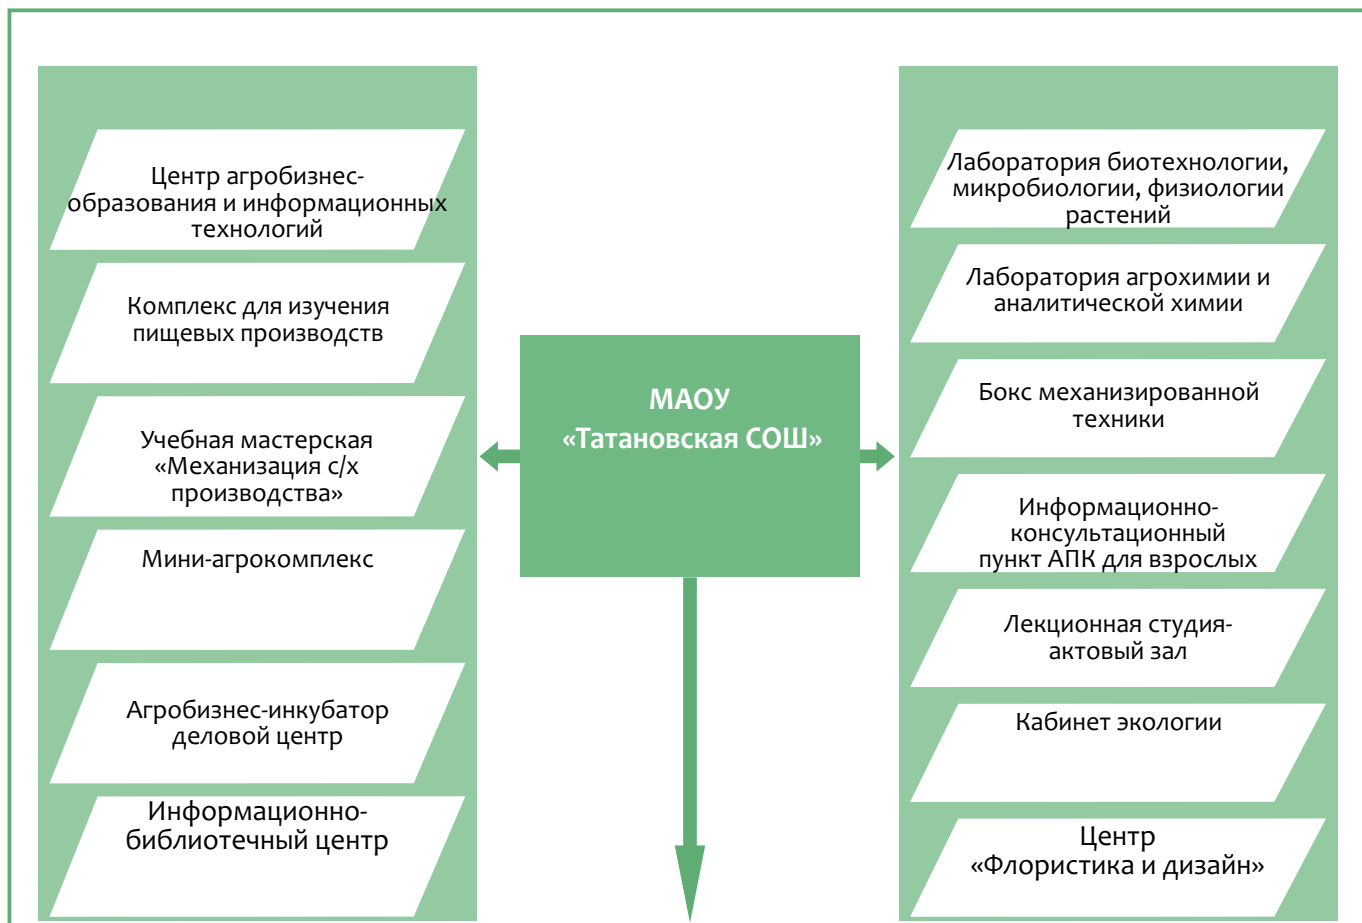 Центр агробизнес-
образования и информационных
технологий
Комплекс для изучения
пищевых производств
Учебная мастерская
«Механизация с/х
производства»
Мини-агрокомплекс
Агробизнес-инкубатор
деловой центр
Информационно-
библиотечный центр
МАОУ
«Татановская СОШ»
Лаборатория биотехнологии,
микробиологии, физиологии
растений
Лаборатория агрохимии и
аналитической химии
Бокс механизированной
техники
Информационно-
консультационный
пункт АПК для взрослых
Лекционная студия-
актовый зал
Кабинет экологии
Центр
«Флористика и дизайн»